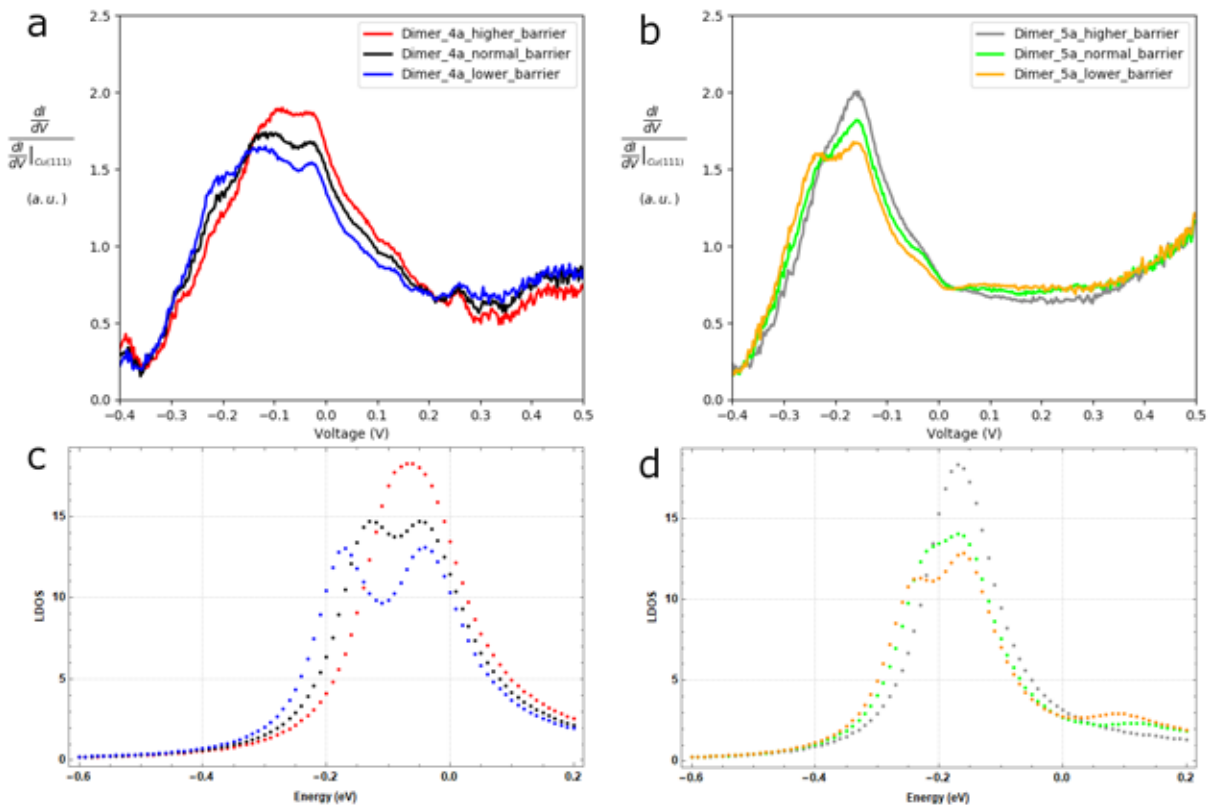 a
2.5
2.0
1.5
1.0
0.5
0.0
dI
dV
dI
dV|Cu(111)
(a.u.)
Dimer_4a_higher_barrier
Dimer_4a_normal_barrier
Dimer_4a_lower_barrier
−0.4 −0.3 −0.2 −0.1 0.0 0.1 0.2 0.3 0.4 0.5
Voltage (V)
b
2.5
2.0
1.5
1.0
0.5
0.0
dI
dV
dI
dV|Cu(111)
(a.u.)
Dimer_5a_higher_barrier
Dimer_5a_normal_barrier
Dimer_5a_lower_barrier
−0.4 −0.3 −0.2 −0.1 0.0 0.1 0.2 0.3 0.4 0.5
Voltage (V)
c
15
10
5
0
LDOS
−0.6 −0.4 −0.2 0.0 0.2
Energy (eV)
d
15
10
5
0
LDOS
−0.6 −0.4 −0.2 0.0 0.2
Energy (eV)